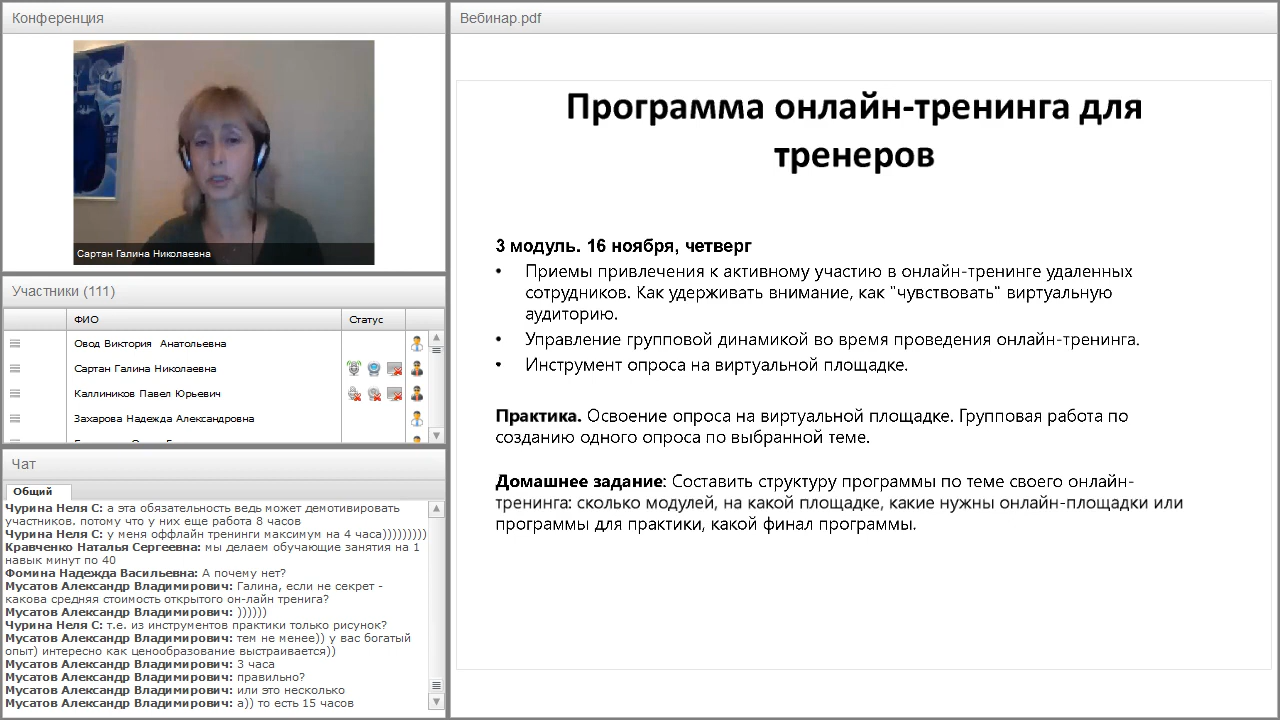 Конференция
Сартан Галина Николаевна
Участники (111)
ФИО
Статус
Овод Виктория Анатольевна
Сартан Галина Николаевна
Каллиников Павел Юрьевич
Захарова Надежда Александровна
Чат
Общий
Чурина Неля С: а эта обязательность ведь может демотивировать
участников. потому что у них еще работа 8 часов
Чурина Неля С: у меня оффлайн тренинги максимум на 4 часа)))))))))
Кравченко Наталья Сергеевна: мы делаем обучающие занятия на 1
навык минут по 40
Фомина Надежда Васильевна: А почему нет?
Мусатов Александр Владимирович: Галина, если не секрет -
какова средняя стоимость открытого он-лайн тренига?
Мусатов Александр Владимирович: ))))))
Чурина Неля С: т.е. из инструментов практики только рисунок?
Мусатов Александр Владимирович: тем не менее)) у вас богатый
опыт) интересно как ценообразование выстраивается))
Мусатов Александр Владимирович: 3 часа
Мусатов Александр Владимирович: правильно?
Мусатов Александр Владимирович: или это несколько
Мусатов Александр Владимирович: а)) то есть 15 часов
Вебинар.pdf
Программа онлайн-тренинга для
тренеров
3 модуль. 16 ноября, четверг
• Приемы привлечения к активному участию в онлайн-тренинге удаленных
сотрудников. Как удерживать внимание, как "чувствовать" виртуальную
аудиторию.
• Управление групповой динамикой во время проведения онлайн-тренинга.
• Инструмент опроса на виртуальной площадке.
Практика. Освоение опроса на виртуальной площадке. Групповая работа по
созданию одного опроса по выбранной теме.
Домашнее задание: Составить структуру программы по теме своего онлайн-
тренинга: сколько модулей, на какой площадке, какие нужны онлайн-площадки или
программы для практики, какой финал программы.